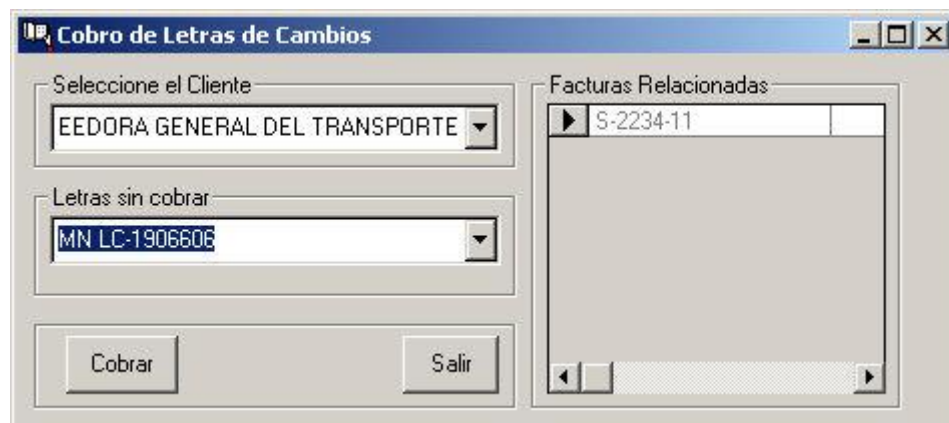 Cobro de Letras de Cambios
Seleccione el Cliente
EEDORA GENERAL DEL TRANSPORTE
Letras sin cobrar
MN LC-1906606
Cobrar
Salir
Facturas Relacionadas
S-2234-11